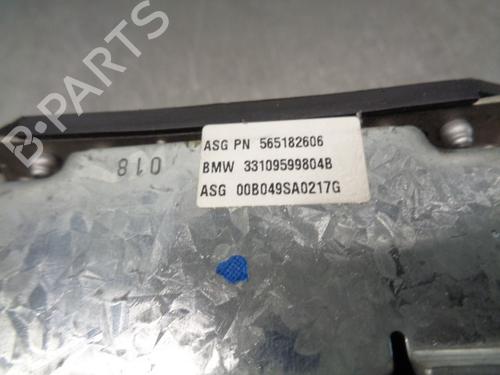 ASG PN 565182606
BMW 33109599804B
ASG 00B049SA0217G
018
B-PARTS